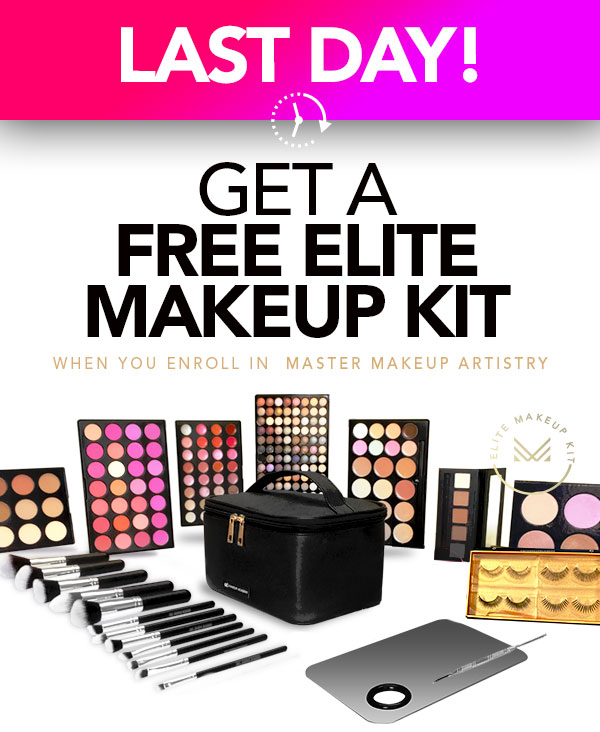 LAST DAY!
GET A
FREE ELITE
MAKEUP KIT
WHEN YOU ENROLL IN MASTER MAKEUP ARTISTRY
ELITE MAKEUP KIT